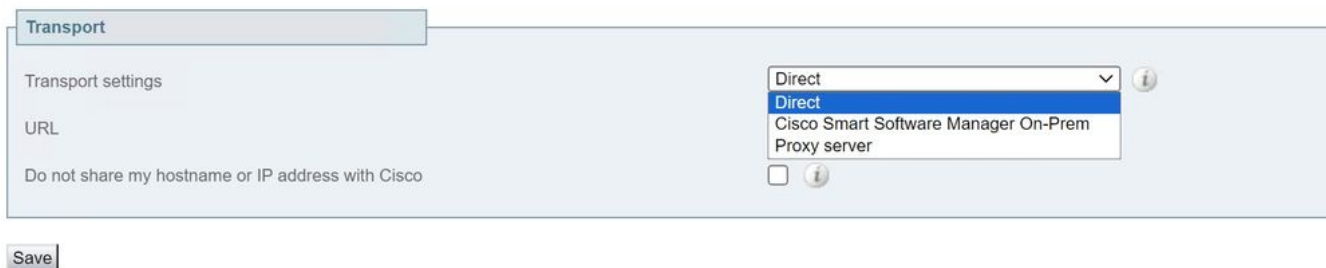 Transport
Transport settings
Direct
Direct
URL
Cisco Smart Software Manager On-Prem
Proxy server
Do not share my hostname or IP address with Cisco
Save